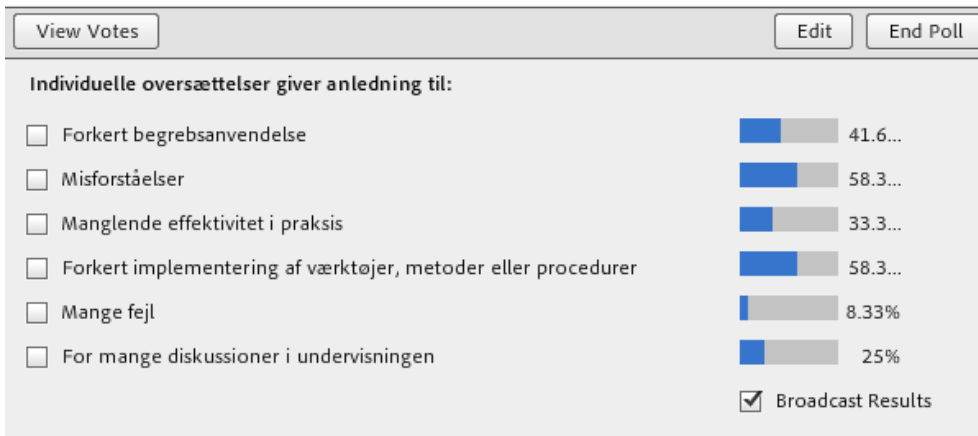 View Votes Edit End Poll
Individuelle oversættelser giver anledning til:
Forkert begrebsanvendelse 41.6...
Misforståelser 58.3...
Manglende effektivitet i praksis 33.3...
Forkert implementering af værktøjer, metoder eller procedurer 58.3...
Mange fejl 8.33%
For mange diskussioner i undervisningen 25%
Broadcast Results